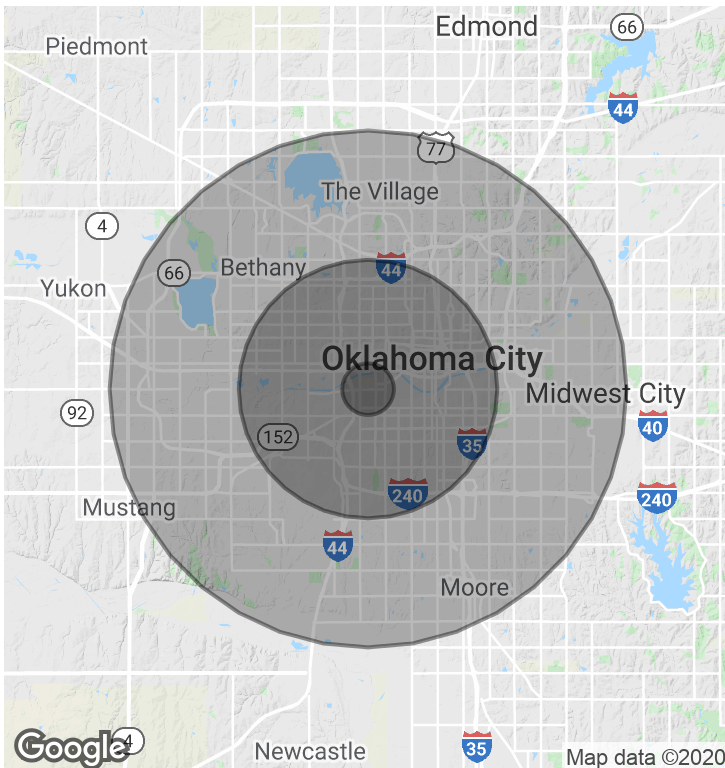 Edmond
66
Piedmont
44
77
The Village
4
Bethany
44
66
Yukon
Oklahoma City
Midwest City
92
40
152
35
240
240
Mustang
44
Moore
4
Google
Newcastle
35
Map data ©2020